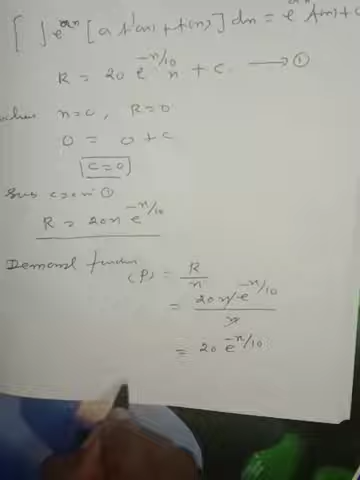 [ ∫ e^{ax} [a f(x) + f'(x)] dx = e^{ax} f(x) + c
R = 20 e^{-x/10} x + c. ⟶ ①
when x=0, R=0
0 = 0 + c
c=0
Sub c=0 in ①
R = 20x e^{-x/10}
Demand function (P) = R/x
= 20x e^{-x/10} / x
= 20 e^{-x/10}